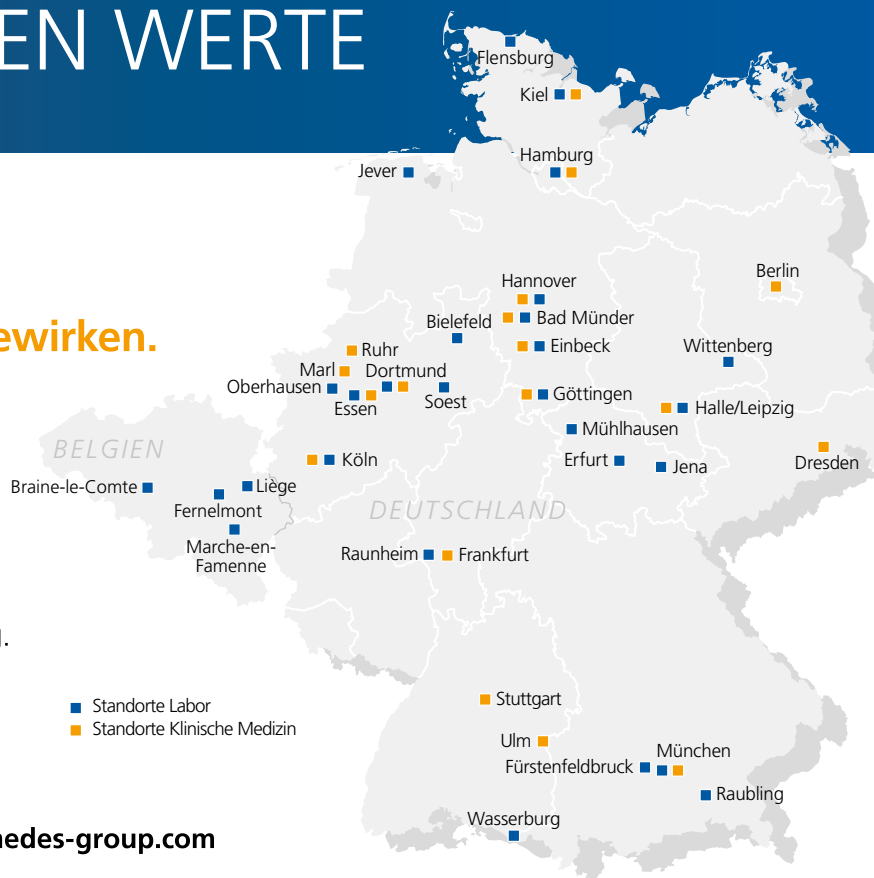 EN WERTE
Flensburg
Kiel
Hamburg
Jever
Berlin
Hannover
Bad Münder
Bielefeld
ewirken.
Einbeck
Wittenberg
Ruhr
Marl
Dortmund
Oberhausen
Essen
Soest
Göttingen
Halle/Leipzig
Mühlhausen
BELGIEN
Köln
Erfurt
Jena
Dresden
Braine-le-Comte
Liège
Fernelmont
DEUTSCHLAND
Marche-en-
Famenne
Raunheim
Frankfurt
Stuttgart
Standorte Labor
Standorte Klinische Medizin
Ulm
München
Fürstenfeldbruck
Raubling
Wasserburg
edes-group.com